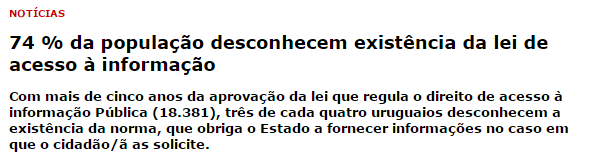 NOTÍCIAS
74 % da população desconhecem existência da lei de
acesso à informação
Com mais de cinco anos da aprovação da lei que regula o direito de acesso à
informação Pública (18.381), três de cada quatro uruguaios desconhecem a
existência da norma, que obriga o Estado a fornecer informações no caso em
que o cidadão/ã as solicite.